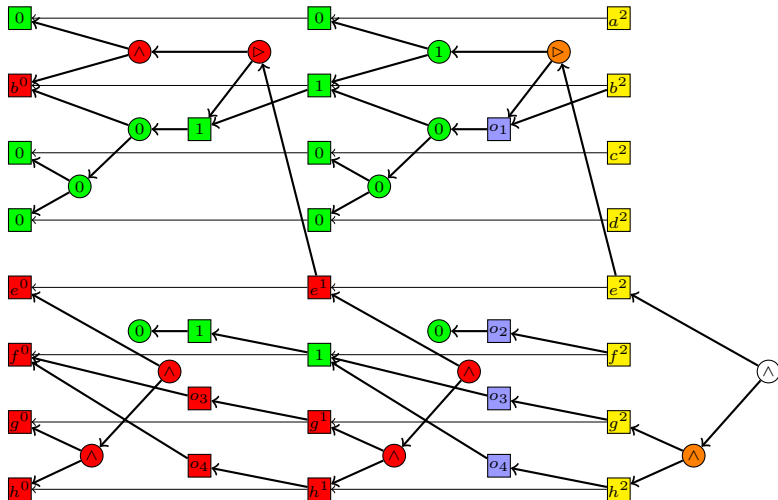 0 0 a²
∧ ▷ 1 ▷
b⁰ 1 b²
0 1 0 o₁
0 0 c²
0 0
0 0 d²
e⁰ e¹ e²
0 1 0 o₂
f⁰ 1 f²
∧ ∧ ∧
o₃ o₃
g⁰ g¹ g²
∧ ∧ ∧
o₄ o₄
h⁰ h¹ h²